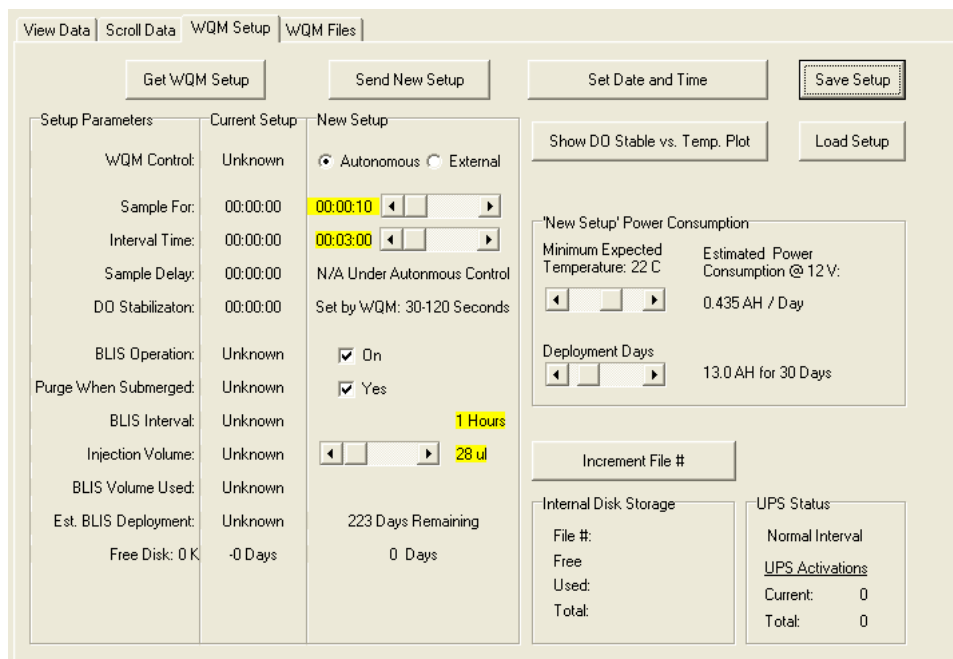 View Data Scroll Data WQM Setup WQM Files
Get WQM Setup Send New Setup Set Date and Time Save Setup
Show DO Stable vs. Temp. Plot Load Setup
Setup Parameters Current Setup New Setup
WQM Control: Unknown Autonomous External
Sample For: 00:00:00 00:00:10
Interval Time: 00:00:00 00:03:00
Sample Delay: 00:00:00 N/A Under Autonmous Control
DO Stabilizaton: 00:00:00 Set by WQM: 30-120 Seconds
BLIS Operation: Unknown On
Purge When Submerged: Unknown Yes
BLIS Interval: Unknown 1 Hours
Injection Volume: Unknown 28 ul
BLIS Volume Used: Unknown
Est. BLIS Deployment: Unknown 223 Days Remaining
Free Disk: 0 K -0 Days 0 Days
'New Setup' Power Consumption
Minimum Expected
Temperature: 22 C
Estimated Power
Consumption @ 12 V:
0.435 AH / Day
Deployment Days
13.0 AH for 30 Days
Increment File #
Internal Disk Storage
File #:
Free
Used:
Total:
UPS Status
Normal Interval
UPS Activations
Current: 0
Total: 0